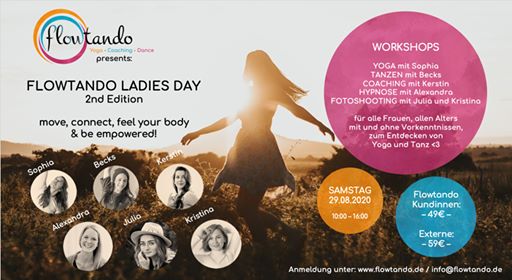 flowtando
Yoga • Coaching • Dance
presents:
FLOWTANDO LADIES DAY
2nd Edition
move, connect, feel your body
& be empowered!
Sophia
Becks
Kerstin
Alexandra
Julia
Kristina
WORKSHOPS
YOGA mit Sophia
TANZEN mit Becks
COACHING mit Kerstin
HYPNOSE mit Alexandra
FOTOSHOOTING mit Julia und Kristina
für alle Frauen, allen Alters
mit und ohne Vorkenntnissen,
zum Entdecken von
Yoga und Tanz <3
SAMSTAG
29.08.2020
10:00 – 16:00
Flowtando
Kundinnen:
– 49€ –
Externe:
– 59€ –
Anmeldung unter: www.flowtando.de / info@flowtando.de